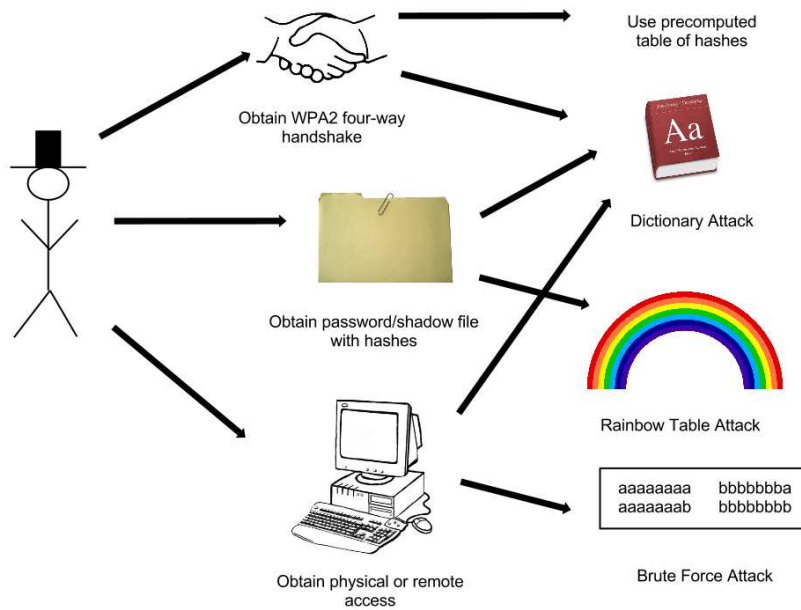 Use precomputed
table of hashes
Obtain WPA2 four-way
handshake
Aa
Dictionary Attack
Obtain password/shadow file
with hashes
Rainbow Table Attack
aaaaaaaa bbbbbbba
aaaaaaab bbbbbbbb
Obtain physical or remote
access
Brute Force Attack